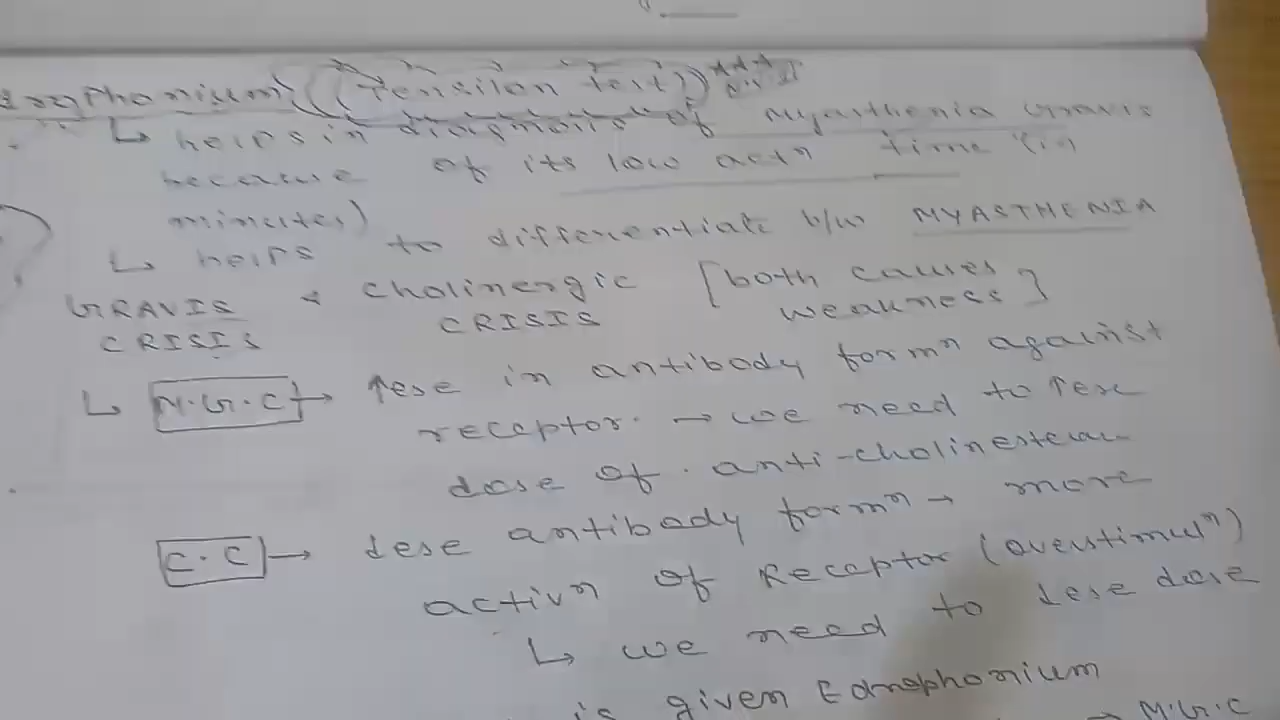 Edrophonium ((Tensilon test))
↳ helps in diagnosis of Myasthenia Gravis
because of its low actⁿ time (in
minutes)
↳ helps to differentiate b/w MYASTHENIA
GRAVIS & cholinergic [both causes
CRISIS CRISIS weakness]
↳ M.G.C → ↑ese in antibody formⁿ against
receptor. → we need to ↑ese
dose of anti-cholinesterase
C.C → ↓ese antibody formⁿ → more
activⁿ of Receptor (overstimulⁿ)
↳ we need to ↓ese dose
is given Edrophonium
→ M.G.C